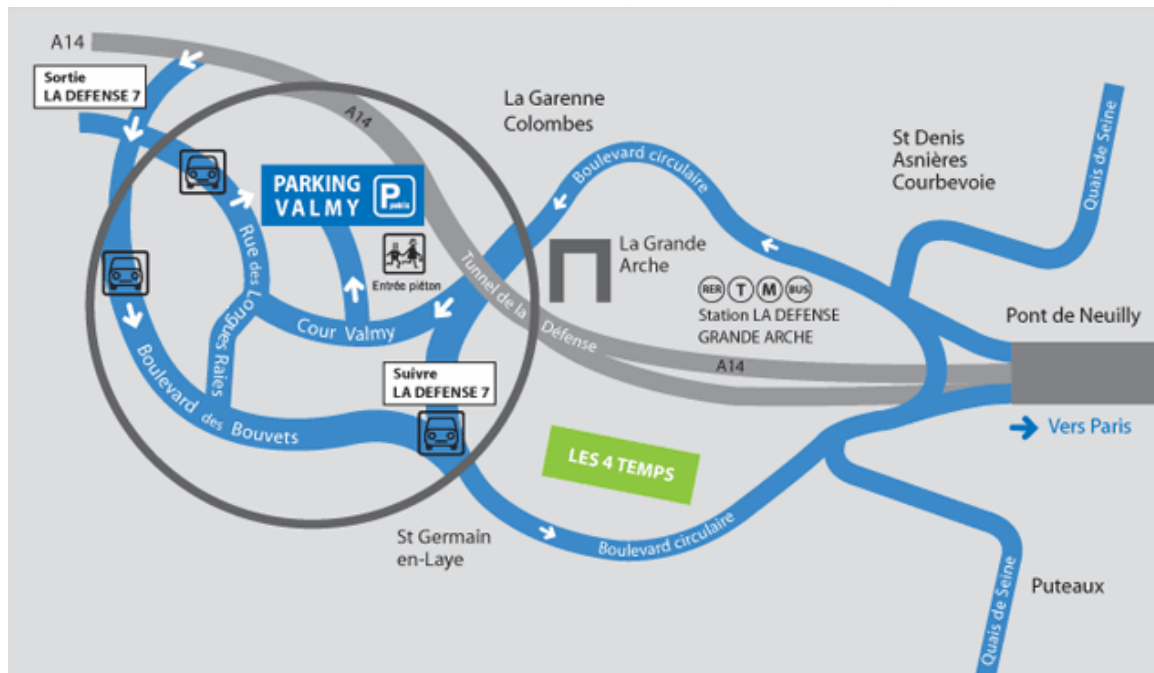 A14
Sortie
LA DEFENSE 7
A14
La Garenne
Colombes
St Denis
Asnières
Courbevoie
Quais de Seine
Boulevard circulaire
PARKING
VALMY
P
Rue des Longues Raies
Entrée piéton
La Grande
Arche
Tunnel de la Défense
RER T M BUS
Station LA DEFENSE
GRANDE ARCHE
Pont de Neuilly
Cour Valmy
A14
Suivre
LA DEFENSE 7
Boulevard des Bouvets
Vers Paris
LES 4 TEMPS
St Germain
en-Laye
Boulevard circulaire
Puteaux
Quais de Seine